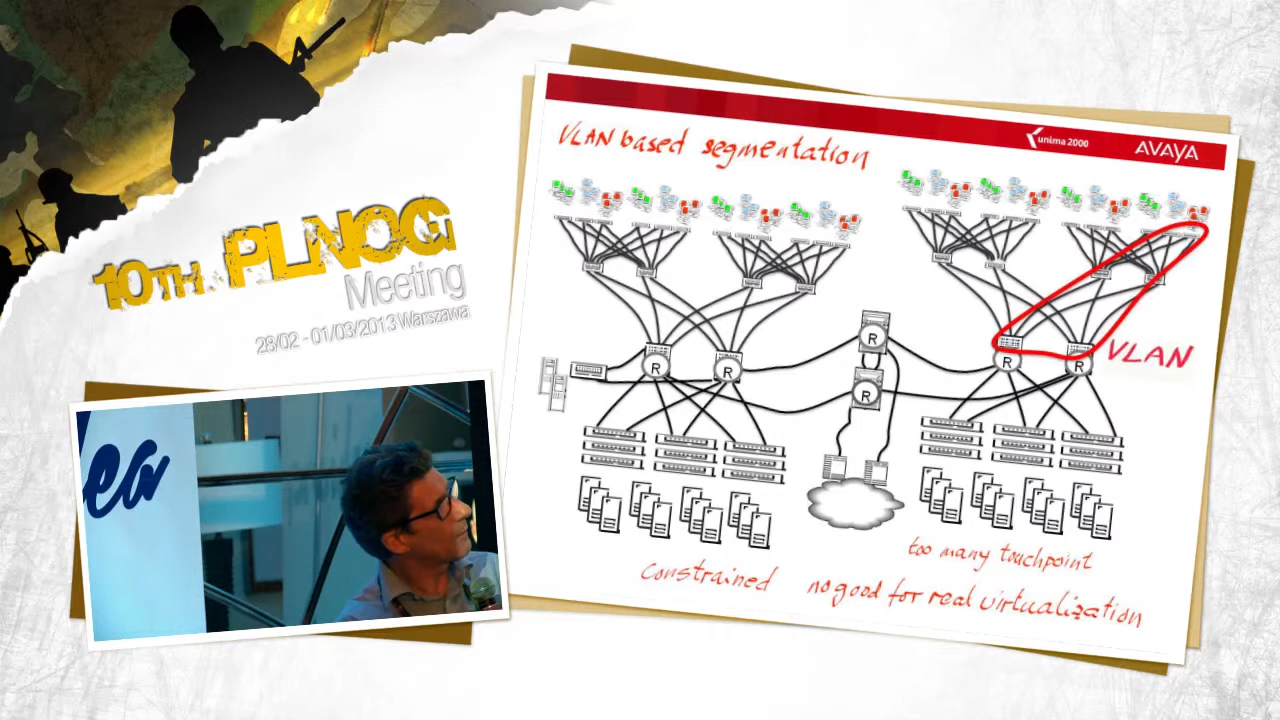 10TH PLNOG
Meeting
28/02 - 01/03/2013 Warszawa
ea
unima 2000
AVAYA
VLAN based segmentation
VLAN
R
R
R
R
R
R
too many touchpoint
constrained
no good for real virtualization